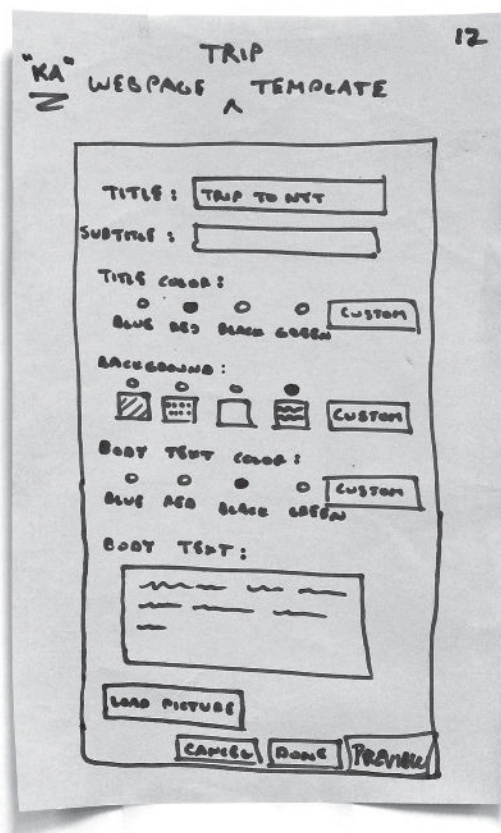 12
TRIP
"KA" WEBPAGE ^ TEMPLATE
TITLE: TRIP TO NYT
SUBTITLE:
TITLE COLOR:
BLUE RED BLACK GREEN CUSTOM
BACKGROUND:
CUSTOM
BODY TEXT COLOR:
BLUE RED BLACK GREEN CUSTOM
BODY TEXT:
LOAD PICTURE
CANCEL DONE PREVIEW